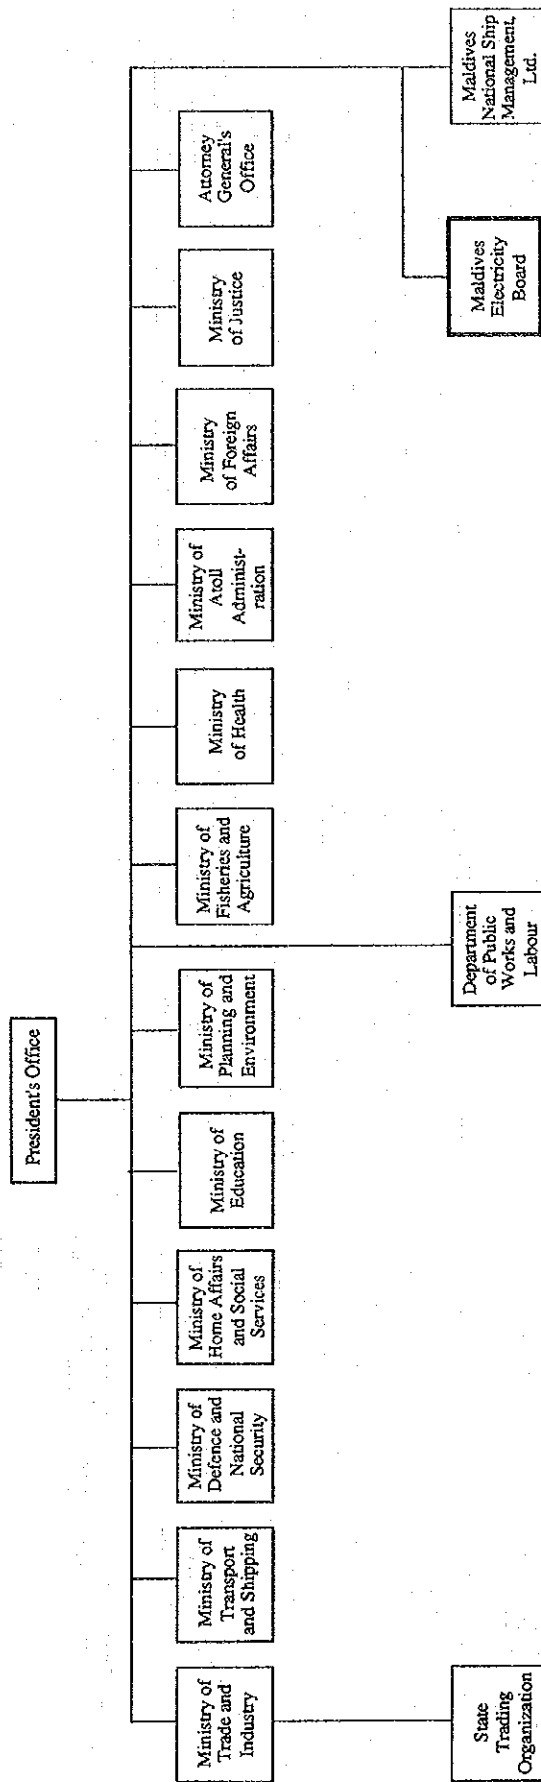 President's Office
Ministry of
Trade and
Industry
Ministry of
Transport
and Shipping
Ministry of
Defence and
National
Security
Ministry of
Home Affairs
and Social
Services
Ministry of
Education
Ministry of
Planning and
Environment
Ministry of
Fisheries and
Agriculture
Ministry
of Health
Ministry of
Atoll
Administ-
ration
Ministry
of Foreign
Affairs
Ministry
of Justice
Attorney
General's
Office
State
Trading
Organization
Department
of Public
Works and
Labour
Maldives
Electricity
Board
Maldives
National Ship
Management,
Ltd.